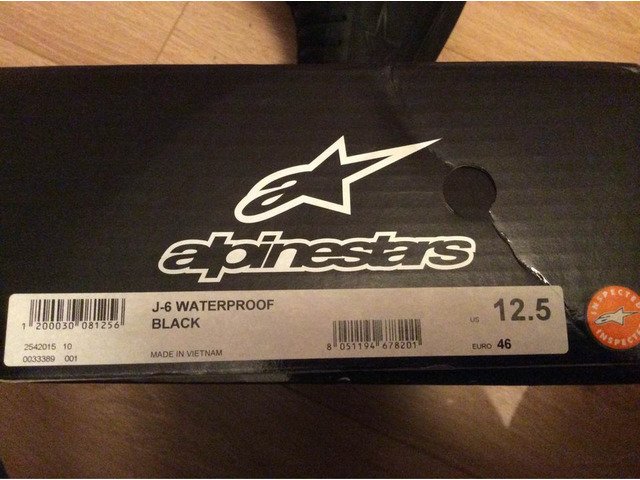 alpinestars
J-6 WATERPROOF
BLACK
1 200030 081256
2542015 10
0033389 001
MADE IN VIETNAM
8 051194 678201
US 12.5
EURO 46
INSPECTED
INSPECTED